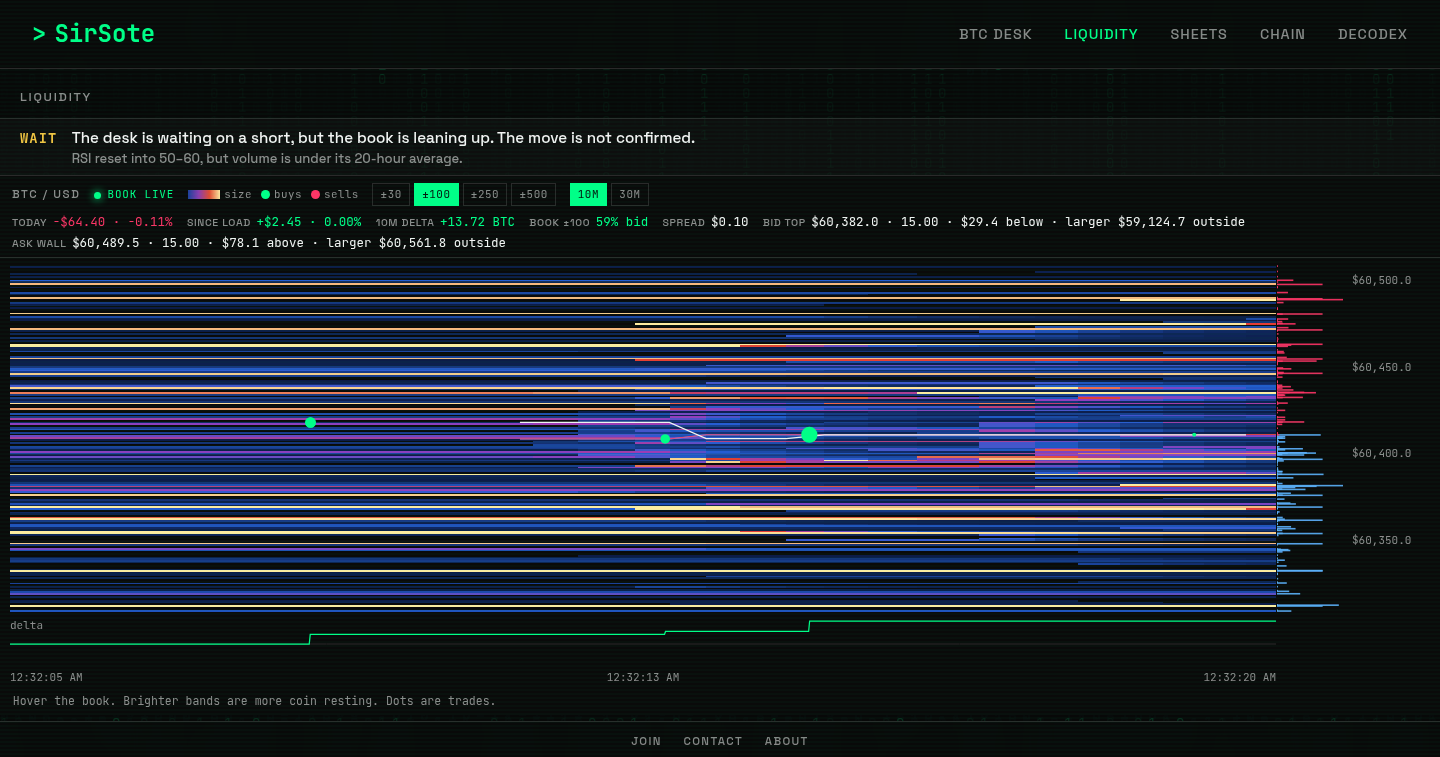 > SirSote
BTC DESK LIQUIDITY SHEETS CHAIN DECODEX
LIQUIDITY
WAIT The desk is waiting on a short, but the book is leaning up. The move is not confirmed.
RSI reset into 50–60, but volume is under its 20-hour average.
BTC / USD BOOK LIVE size buys sells ±30 ±100 ±250 ±500 10M 30M
TODAY -$64.40 · -0.11% SINCE LOAD +$2.45 · 0.00% 10M DELTA +13.72 BTC BOOK ±100 59% bid SPREAD $0.10 BID TOP $60,382.0 · 15.00 · $29.4 below · larger $59,124.7 outside
ASK WALL $60,489.5 · 15.00 · $78.1 above · larger $60,561.8 outside
$60,500.0
$60,450.0
$60,400.0
$60,350.0
delta
12:32:05 AM 12:32:13 AM 12:32:20 AM
Hover the book. Brighter bands are more coin resting. Dots are trades.
JOIN CONTACT ABOUT